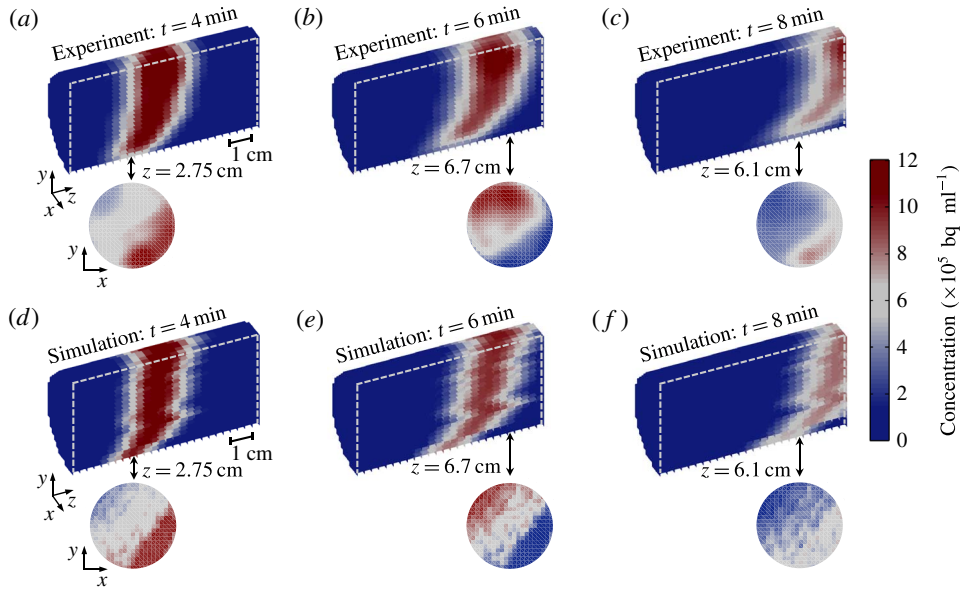 (a)
(b)
(c)
Experiment: t = 4 min
Experiment: t = 6 min
Experiment: t = 8 min
1 cm
z = 2.75 cm
z = 6.7 cm
z = 6.1 cm
y
z
x
y
x
12
10
8
6
4
2
0
Concentration (×10⁵ bq ml⁻¹)
(d)
(e)
(f)
Simulation: t = 4 min
Simulation: t = 6 min
Simulation: t = 8 min
1 cm
z = 2.75 cm
z = 6.7 cm
z = 6.1 cm
y
z
x
y
x